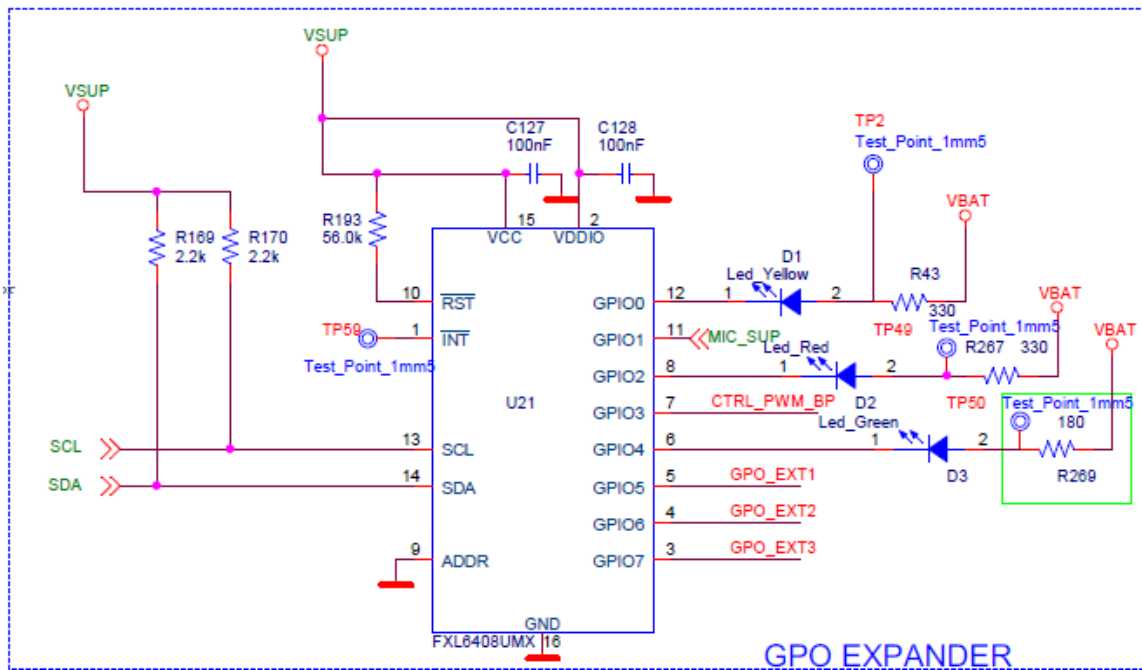 VSUP
VSUP
C127
100nF
C128
100nF
TP2
Test_Point_1mm5
VBAT
R169
2.2k
R170
2.2k
R193
56.0k
15
2
VCC
VDDIO
D1
Led_Yellow
R43
330
10
RST
GPIO0
12
1
2
VBAT
TP59
Test_Point_1mm5
1
INT
GPIO1
11
MIC_SUP
TP49
Test_Point_1mm5
R267
330
VBAT
Led_Red
GPIO2
8
1
2
D2
U21
GPIO3
7
CTRL_PWM_BP
TP50
Test_Point_1mm5
180
R269
Led_Green
SCL
13
SCL
GPIO4
6
1
2
D3
SDA
14
SDA
GPIO5
5
GPO_EXT1
GPIO6
4
GPO_EXT2
9
ADDR
GPIO7
3
GPO_EXT3
GND
FXL6408UMX
16
GPO EXPANDER